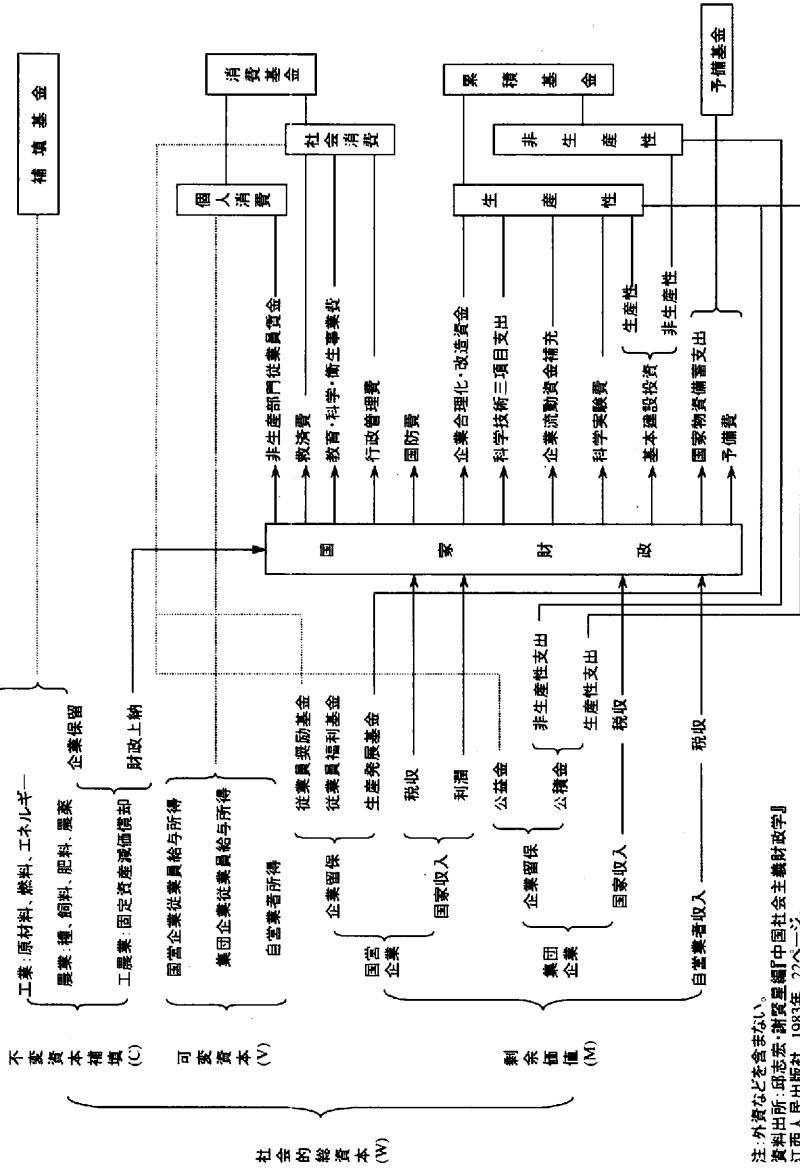 社会的総資本(W)
不変資本補填(C)
工業:原材料、燃料、エネルギー
農業:種、飼料、肥料、農薬
工農業:固定資産減価償却
企業保留
財政上納
補填基金
可変資本(V)
国営企業従業員給与所得
集団企業従業員給与所得
自営業者所得
剰余価値(M)
国営企業
企業留保
従業員奨励基金
従業員福利基金
生産発展基金
国家収入
税収
利潤
集団企業
企業留保
公益金
公積金
非生産性支出
生産性支出
国家収入
税収
自営業者収入
税収
国家財政
非生産部門従業員賃金
救済費
教育・科学・衛生事業費
行政管理費
国防費
企業合理化・改造資金
科学技術三項目支出
企業流動資金補充
科学実験費
基本建設投資
生産性
非生産性
国家物資備蓄支出
予備費
個人消費
社会消費
消費基金
生産性
非生産性
累積基金
予備基金
注:外資などを含まない。
資料出所:邱志宏・謝賢星編『中国社会主義財政学』
江西人民出版社、1983年、22ページ。